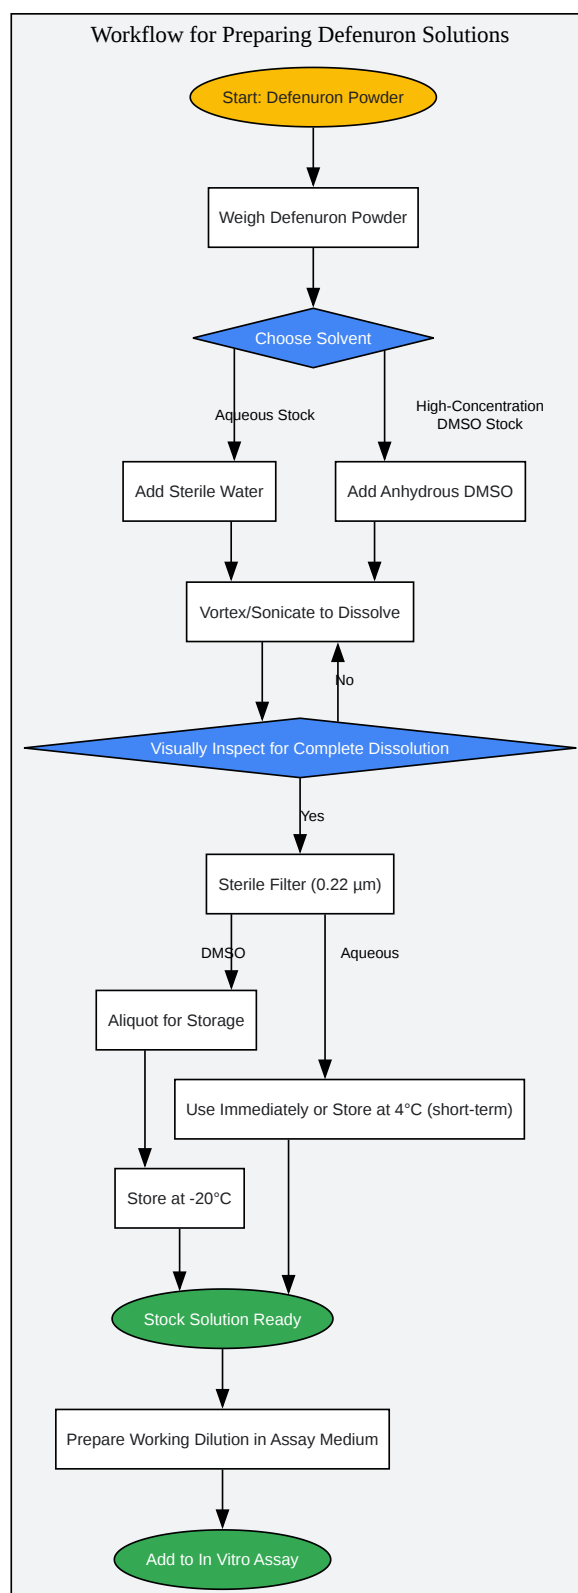 Workflow for Preparing Defenuron Solutions
Start: Defenuron Powder
Weigh Defenuron Powder
Choose Solvent
Aqueous Stock
High-Concentration
DMSO Stock
Add Sterile Water
Add Anhydrous DMSO
Vortex/Sonicate to Dissolve
No
Visually Inspect for Complete Dissolution
Yes
Sterile Filter (0.22 µm)
DMSO
Aqueous
Aliquot for Storage
Use Immediately or Store at 4°C (short-term)
Store at -20°C
Stock Solution Ready
Prepare Working Dilution in Assay Medium
Add to In Vitro Assay